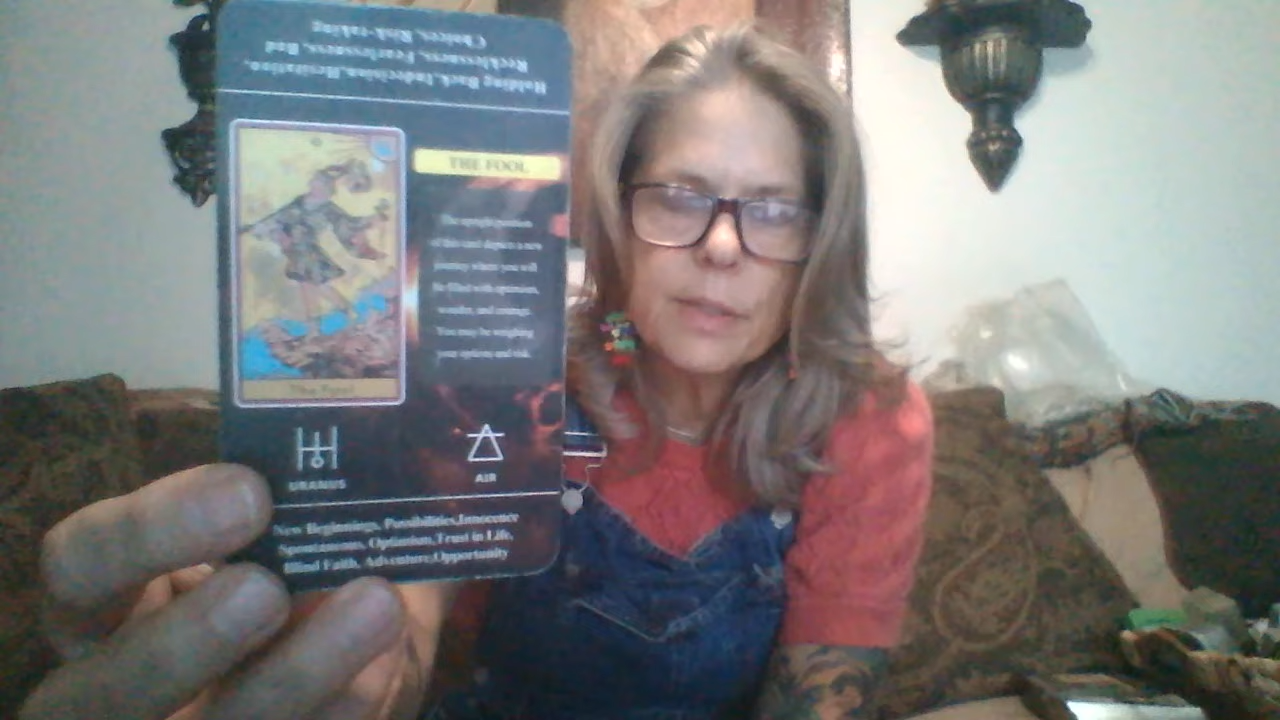 Holding Back,Indecision,Hesitation,
Recklessness, Fearlessness, Bad
Choices, Risk-taking
THE FOOL
The upright position
of this card depicts a new
journey where you will
be filled with optimism,
wonder, and
You may be weighing
your options and risk.
The Fool
URANUS
AIR
New Beginnings, Possibilities,Innocence
Spontaneous, Optimism,Trust in Life,
Blind Faith, Adventure,Opportunity